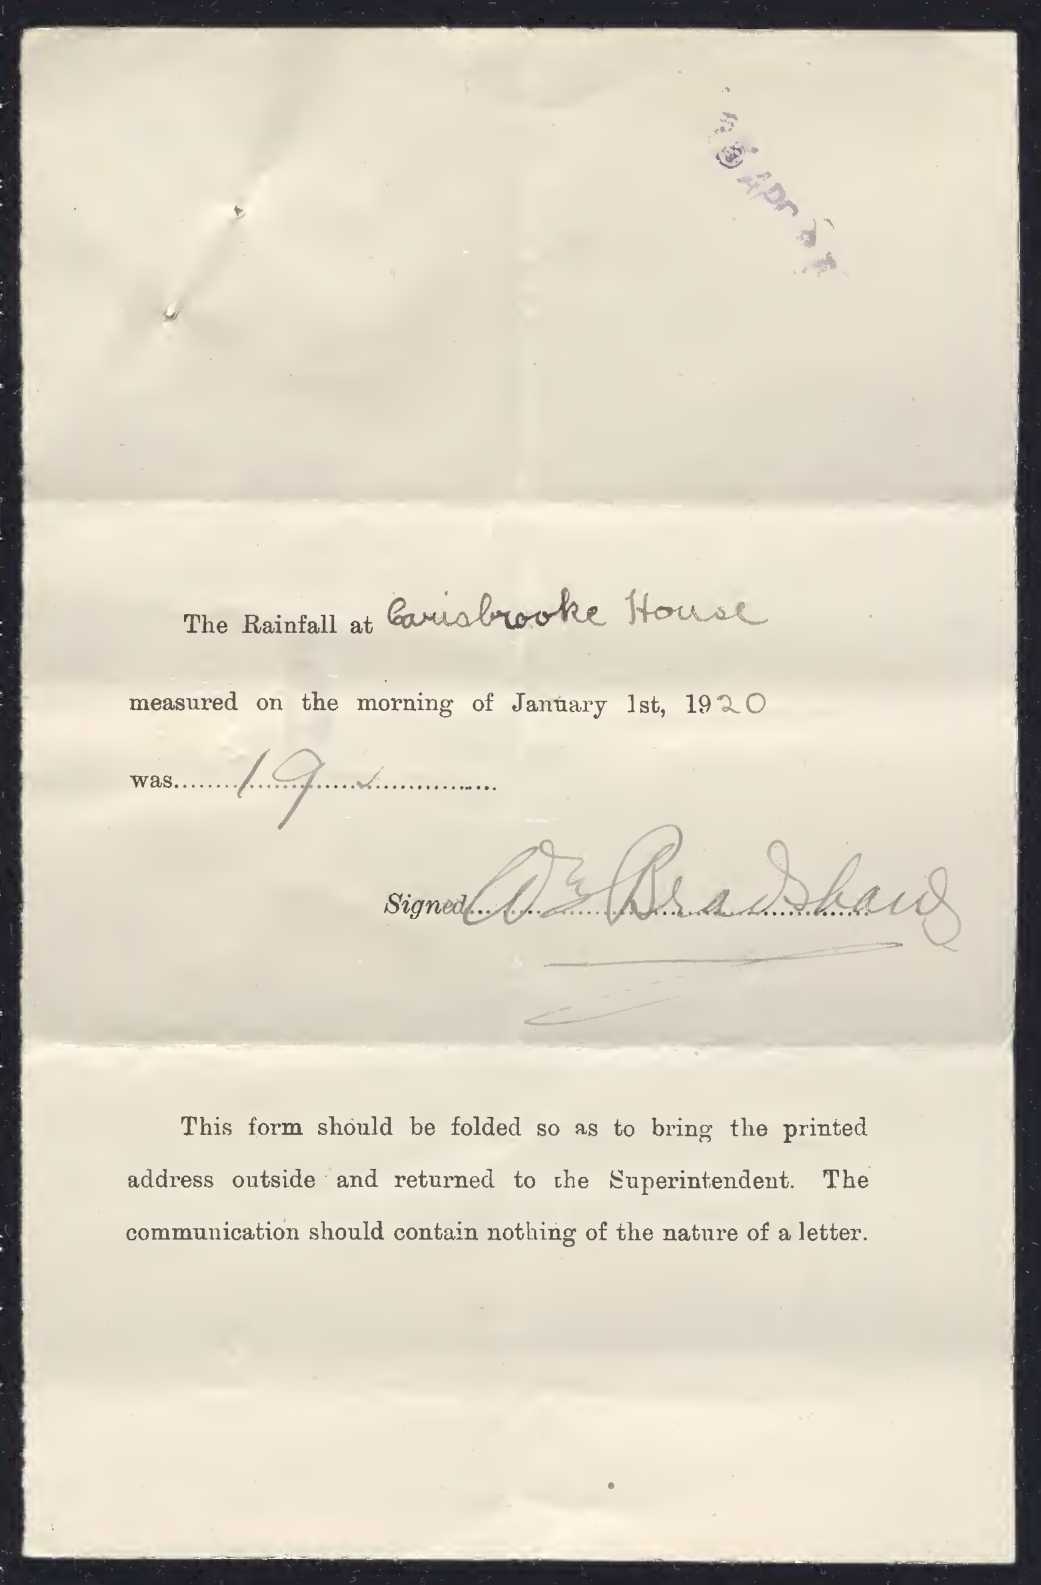 Apr
The Rainfall at Carisbrooke House
measured on the morning of January 1st, 1920
was.......19..................
Signed Wm Bradshaw
This form should be folded so as to bring the printed
address outside and returned to the Superintendent. The
communication should contain nothing of the nature of a letter.